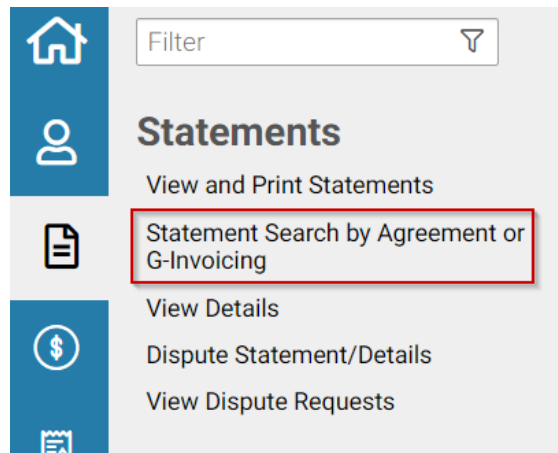 Filter
Statements
View and Print Statements
Statement Search by Agreement or
G-Invoicing
View Details
$
Dispute Statement/Details
View Dispute Requests